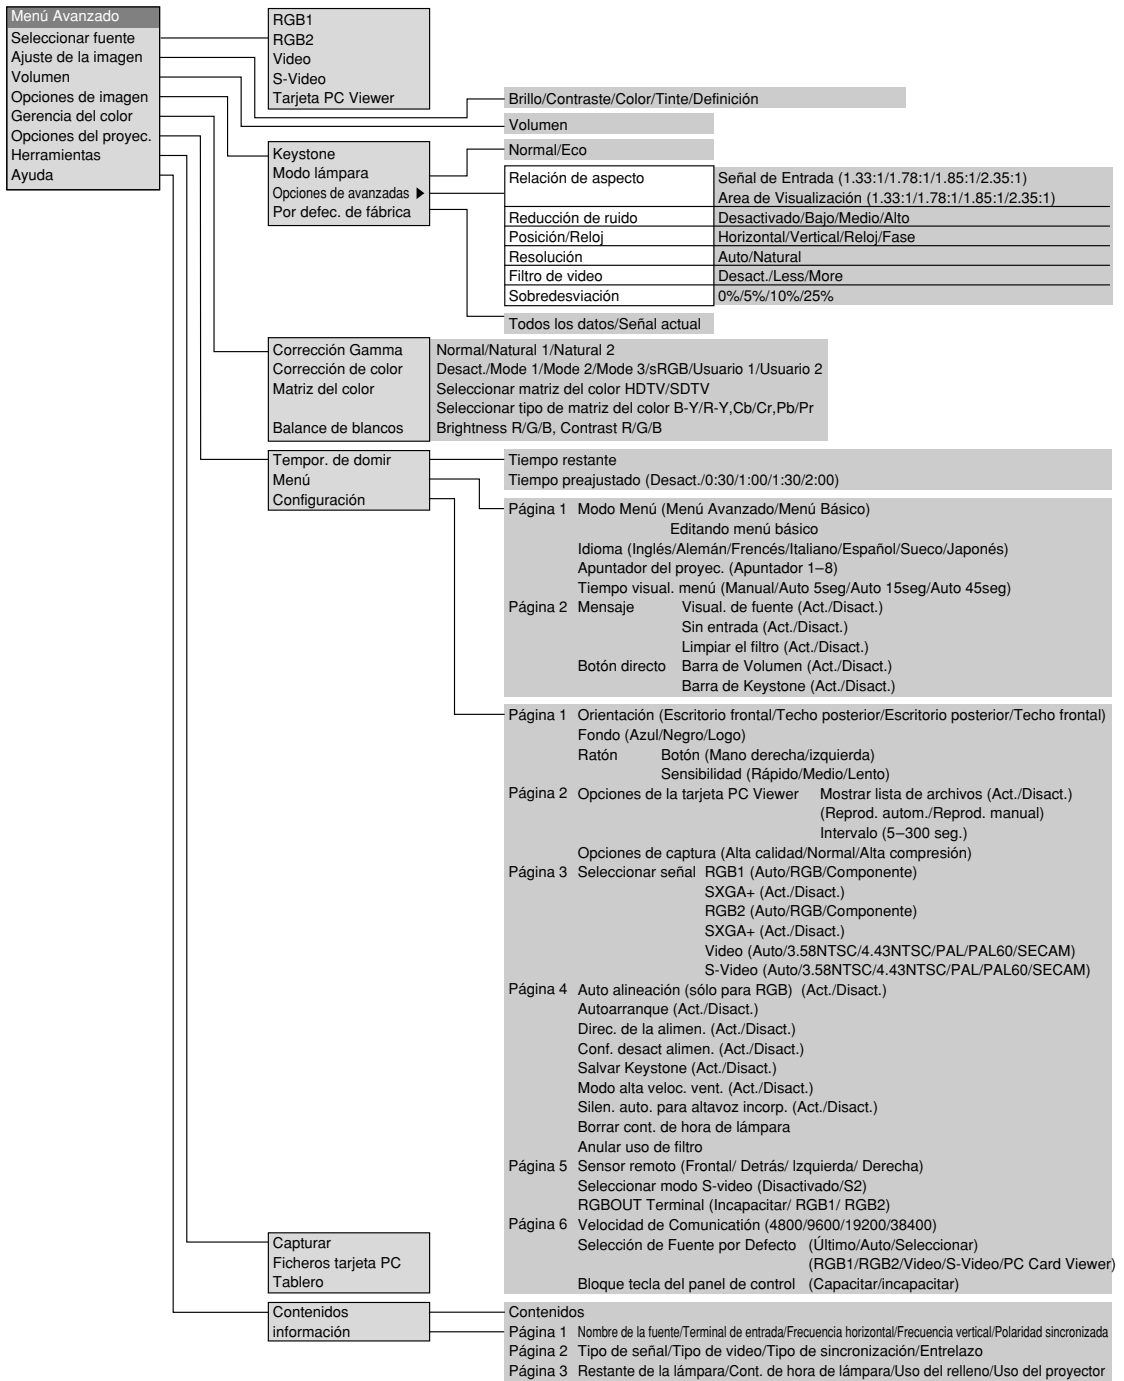 Menú Avanzado
Seleccionar fuente
Ajuste de la imagen
Volumen
Opciones de imagen
Gerencia del color
Opciones del proyec.
Herramientas
Ayuda
RGB1
RGB2
Video
S-Video
Tarjeta PC Viewer
Brillo/Contraste/Color/Tinte/Definición
Volumen
Keystone
Modo lámpara
Opciones de avanzadas ▶
Por defec. de fábrica
Normal/Eco
Relación de aspecto Señal de Entrada (1.33:1/1.78:1/1.85:1/2.35:1)
Area de Visualización (1.33:1/1.78:1/1.85:1/2.35:1)
Reducción de ruido Desactivado/Bajo/Medio/Alto
Posición/Reloj Horizontal/Vertical/Reloj/Fase
Resolución Auto/Natural
Filtro de video Desact./Less/More
Sobredesviación 0%/5%/10%/25%
Todos los datos/Señal actual
Corrección Gamma Normal/Natural 1/Natural 2
Corrección de color Desact./Mode 1/Mode 2/Mode 3/sRGB/Usuario 1/Usuario 2
Matriz del color Seleccionar matriz del color HDTV/SDTV
Seleccionar tipo de matriz del color B-Y/R-Y,Cb/Cr,Pb/Pr
Balance de blancos Brightness R/G/B, Contrast R/G/B
Tempor. de domir
Menú
Configuración
Tiempo restante
Tiempo preajustado (Desact./0:30/1:00/1:30/2:00)
Página 1 Modo Menú (Menú Avanzado/Menú Básico)
Editando menú básico
Idioma (Inglés/Alemán/Frencés/Italiano/Español/Sueco/Japonés)
Apuntador del proyec. (Apuntador 1–8)
Tiempo visual. menú (Manual/Auto 5seg/Auto 15seg/Auto 45seg)
Página 2 Mensaje Visual. de fuente (Act./Disact.)
Sin entrada (Act./Disact.)
Limpiar el filtro (Act./Disact.)
Botón directo Barra de Volumen (Act./Disact.)
Barra de Keystone (Act./Disact.)
Página 1 Orientación (Escritorio frontal/Techo posterior/Escritorio posterior/Techo frontal)
Fondo (Azul/Negro/Logo)
Ratón Botón (Mano derecha/izquierda)
Sensibilidad (Rápido/Medio/Lento)
Página 2 Opciones de la tarjeta PC Viewer Mostrar lista de archivos (Act./Disact.)
(Reprod. autom./Reprod. manual)
Intervalo (5–300 seg.)
Opciones de captura (Alta calidad/Normal/Alta compresión)
Página 3 Seleccionar señal RGB1 (Auto/RGB/Componente)
SXGA+ (Act./Disact.)
RGB2 (Auto/RGB/Componente)
SXGA+ (Act./Disact.)
Video (Auto/3.58NTSC/4.43NTSC/PAL/PAL60/SECAM)
S-Video (Auto/3.58NTSC/4.43NTSC/PAL/PAL60/SECAM)
Página 4 Auto alineación (sólo para RGB) (Act./Disact.)
Autoarranque (Act./Disact.)
Direc. de la alimen. (Act./Disact.)
Conf. desact alimen. (Act./Disact.)
Salvar Keystone (Act./Disact.)
Modo alta veloc. vent. (Act./Disact.)
Silen. auto. para altavoz incorp. (Act./Disact.)
Borrar cont. de hora de lámpara
Anular uso de filtro
Página 5 Sensor remoto (Frontal/ Detrás/ Izquierda/ Derecha)
Seleccionar modo S-video (Disactivado/S2)
RGBOUT Terminal (Incapacitar/ RGB1/ RGB2)
Página 6 Velocidad de Comunicatión (4800/9600/19200/38400)
Selección de Fuente por Defecto (Último/Auto/Seleccionar)
(RGB1/RGB2/Video/S-Video/PC Card Viewer)
Bloque tecla del panel de control (Capacitar/incapacitar)
Capturar
Ficheros tarjeta PC
Tablero
Contenidos
información
Contenidos
Página 1 Nombre de la fuente/Terminal de entrada/Frecuencia horizontal/Frecuencia vertical/Polaridad sincronizada
Página 2 Tipo de señal/Tipo de video/Tipo de sincronización/Entrelazo
Página 3 Restante de la lámpara/Cont. de hora de lámpara/Uso del relleno/Uso del proyector